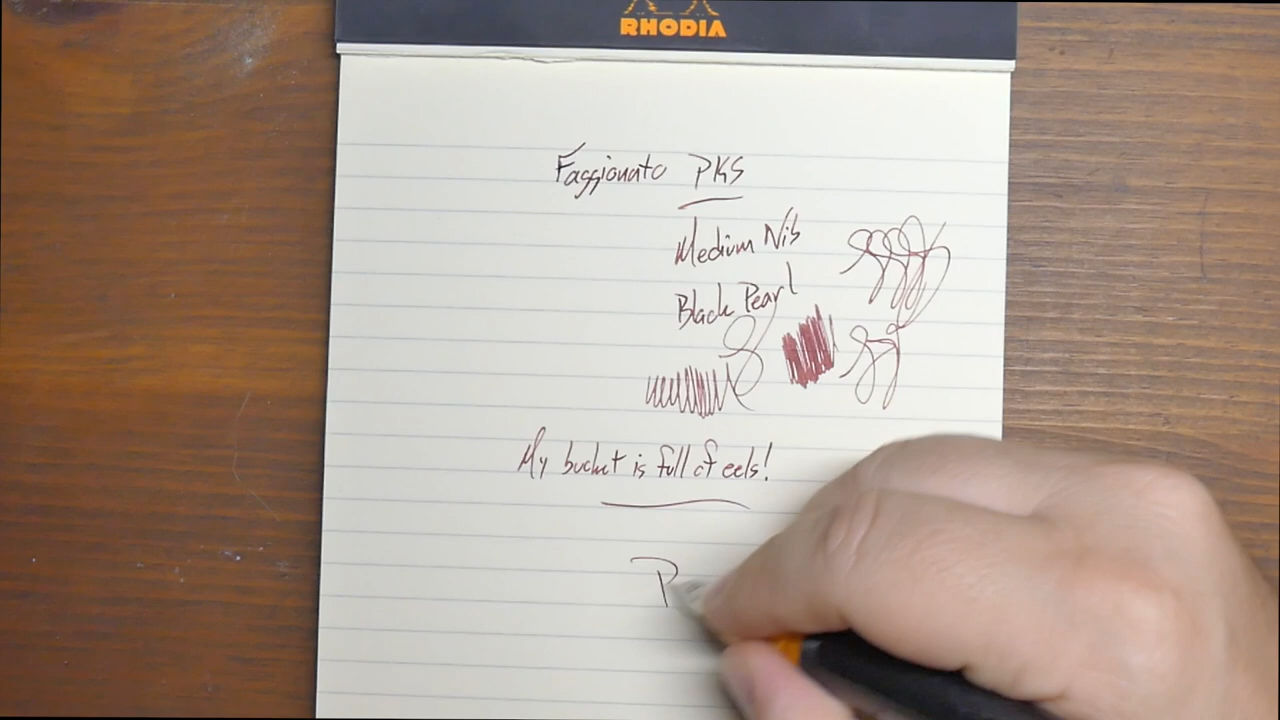 RHODIA
Faggionato PKS
Medium Nib
Black Pearl
My bucket is full of eels!
P